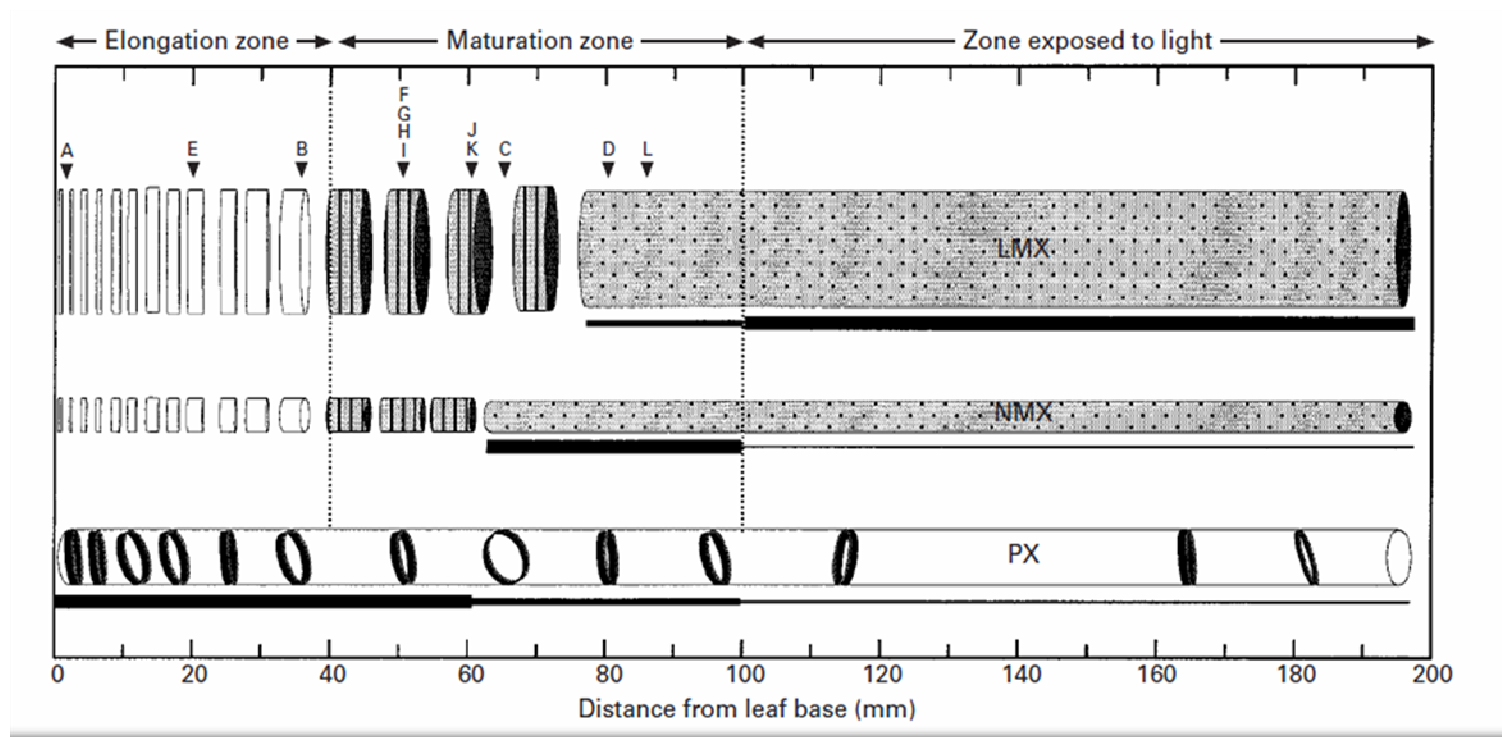 Elongation zone Maturation zone Zone exposed to light
F
G
H J
A E B I K C D L
LMX
NMX
PX
0 20 40 60 80 100 120 140 160 180 200
Distance from leaf base (mm)